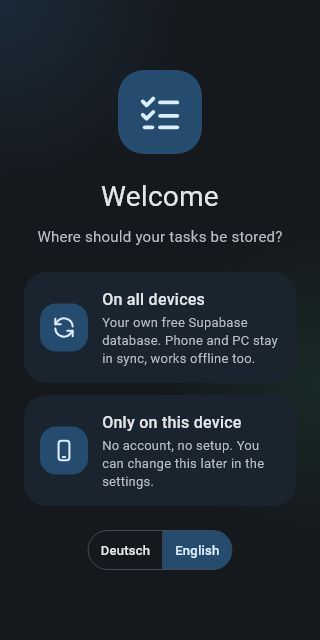 Welcome
Where should your tasks be stored?
On all devices
Your own free Supabase
database. Phone and PC stay
in sync, works offline too.
Only on this device
No account, no setup. You
can change this later in the
settings.
Deutsch English